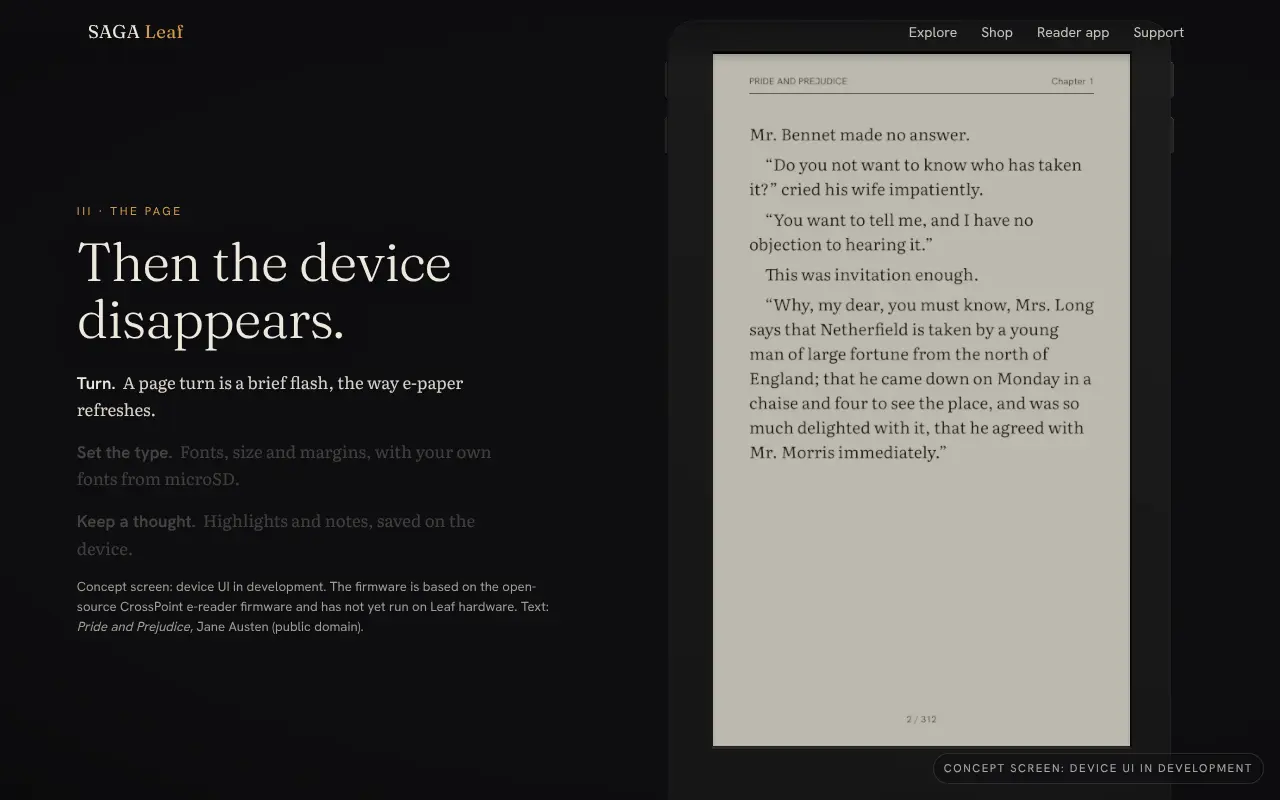 SAGA Leaf
Explore Shop Reader app Support
III · THE PAGE
Then the device
disappears.
Turn. A page turn is a brief flash, the way e-paper
refreshes.
Set the type. Fonts, size and margins, with your own
fonts from microSD.
Keep a thought. Highlights and notes, saved on the
device.
Concept screen: device UI in development. The firmware is based on the open-
source CrossPoint e-reader firmware and has not yet run on Leaf hardware. Text:
Pride and Prejudice, Jane Austen (public domain).
PRIDE AND PREJUDICE Chapter 1
Mr. Bennet made no answer.
“Do you not want to know who has taken
it?” cried his wife impatiently.
“You want to tell me, and I have no
objection to hearing it.”
This was invitation enough.
“Why, my dear, you must know, Mrs. Long
says that Netherfield is taken by a young
man of large fortune from the north of
England; that he came down on Monday in a
chaise and four to see the place, and was so
much delighted with it, that he agreed with
Mr. Morris immediately.”
2 / 312
CONCEPT SCREEN: DEVICE UI IN DEVELOPMENT